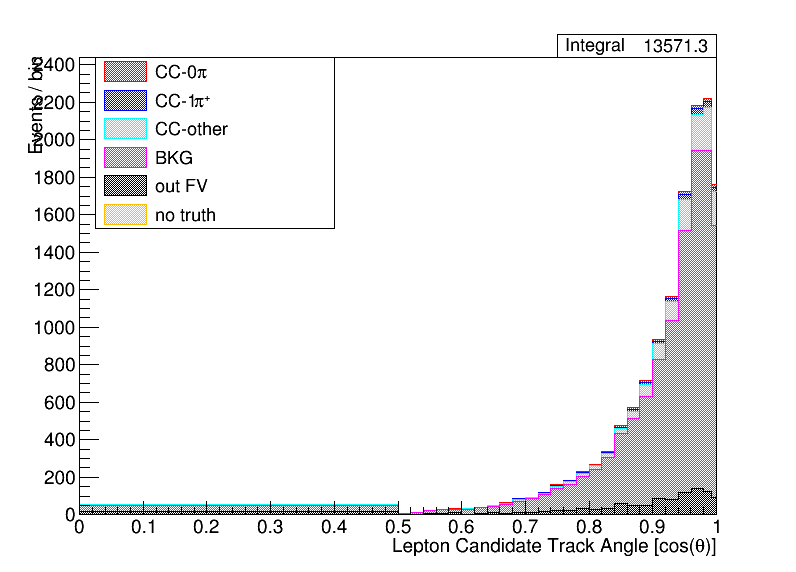 Integral 13571.3
Events / bin
CC-0π
CC-1π⁺
CC-other
BKG
out FV
no truth
2400
2200
2000
1800
1600
1400
1200
1000
800
600
400
200
0
0 0.1 0.2 0.3 0.4 0.5 0.6 0.7 0.8 0.9 1
Lepton Candidate Track Angle [cos(θ)]